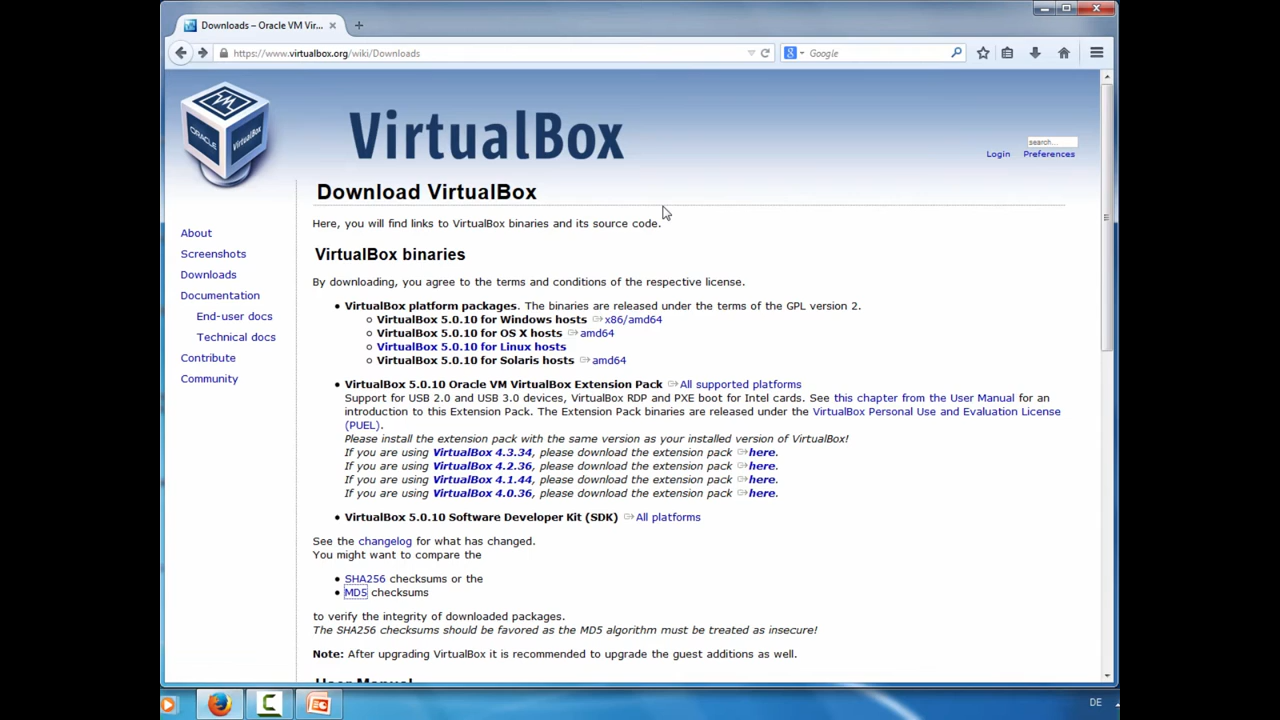 Downloads – Oracle VM Vir...
https://www.virtualbox.org/wiki/Downloads
Google
VM
ORACLE
VirtualBox
VirtualBox
search...
Login
Preferences
Download VirtualBox
Here, you will find links to VirtualBox binaries and its source code.
About
Screenshots
Downloads
Documentation
End-user docs
Technical docs
Contribute
Community
VirtualBox binaries
By downloading, you agree to the terms and conditions of the respective license.
VirtualBox platform packages. The binaries are released under the terms of the GPL version 2.
VirtualBox 5.0.10 for Windows hosts x86/amd64
VirtualBox 5.0.10 for OS X hosts amd64
VirtualBox 5.0.10 for Linux hosts
VirtualBox 5.0.10 for Solaris hosts amd64
VirtualBox 5.0.10 Oracle VM VirtualBox Extension Pack All supported platforms
Support for USB 2.0 and USB 3.0 devices, VirtualBox RDP and PXE boot for Intel cards. See this chapter from the User Manual for an
introduction to this Extension Pack. The Extension Pack binaries are released under the VirtualBox Personal Use and Evaluation License
(PUEL).
Please install the extension pack with the same version as your installed version of VirtualBox!
If you are using VirtualBox 4.3.34, please download the extension pack here.
If you are using VirtualBox 4.2.36, please download the extension pack here.
If you are using VirtualBox 4.1.44, please download the extension pack here.
If you are using VirtualBox 4.0.36, please download the extension pack here.
VirtualBox 5.0.10 Software Developer Kit (SDK) All platforms
See the changelog for what has changed.
You might want to compare the
SHA256 checksums or the
MD5 checksums
to verify the integrity of downloaded packages.
The SHA256 checksums should be favored as the MD5 algorithm must be treated as insecure!
Note: After upgrading VirtualBox it is recommended to upgrade the guest additions as well.
User Manual
DE